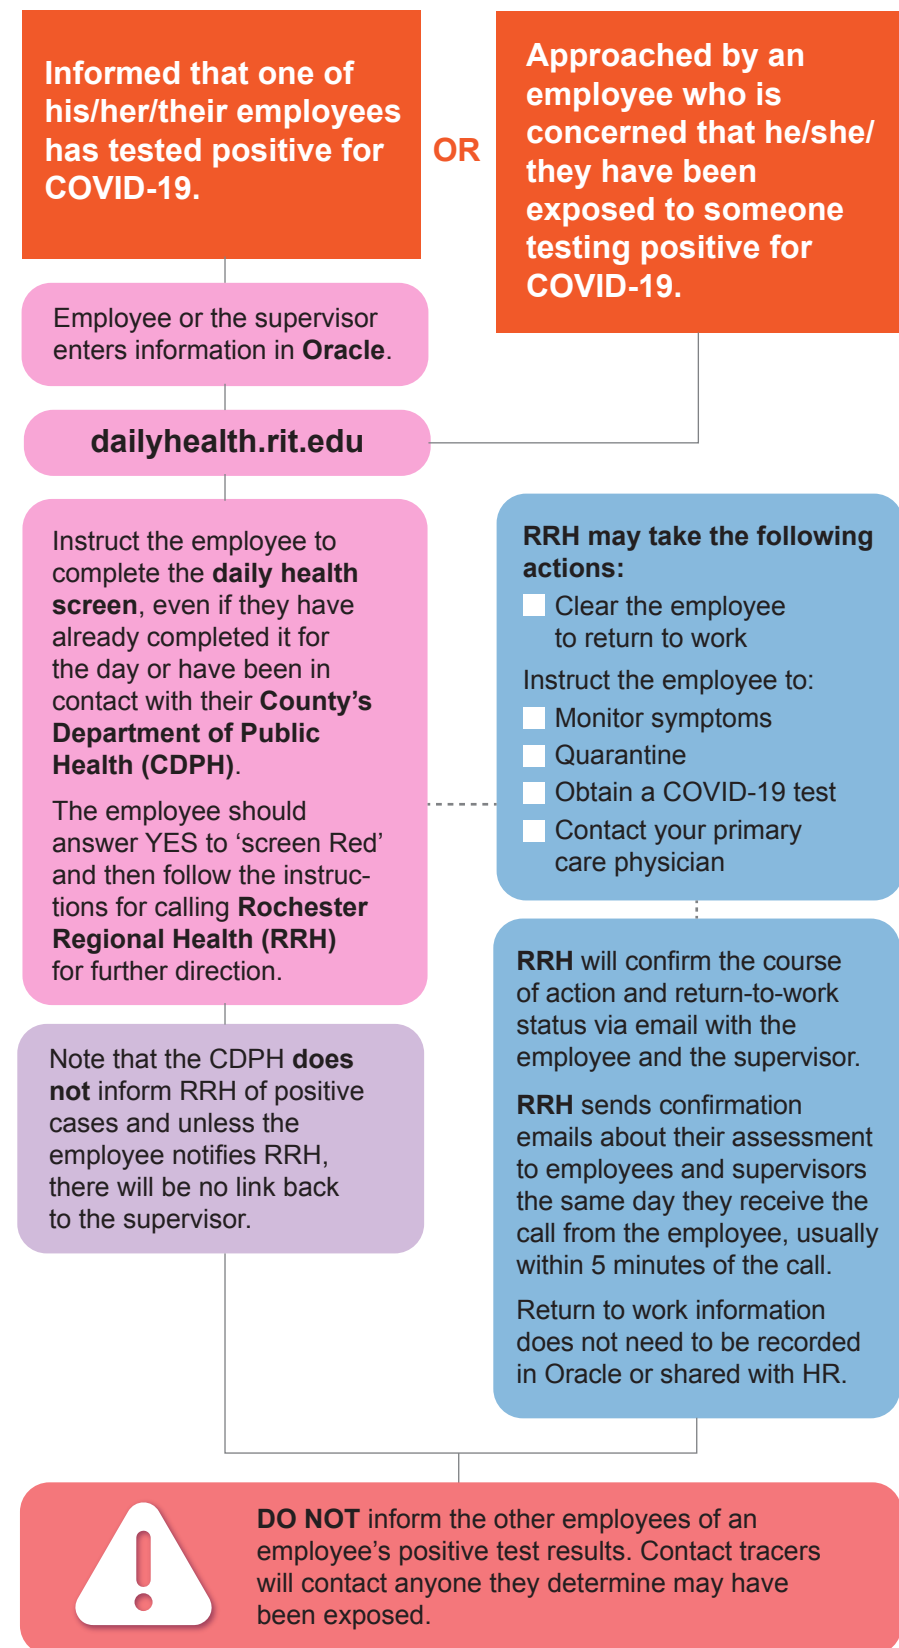 Informed that one of
his/her/their employees
has tested positive for
COVID-19.
OR
Approached by an
employee who is
concerned that he/she/
they have been
exposed to someone
testing positive for
COVID-19.
Employee or the supervisor
enters information in Oracle.
dailyhealth.rit.edu
Instruct the employee to
complete the daily health
screen, even if they have
already completed it for
the day or have been in
contact with their County's
Department of Public
Health (CDPH).
The employee should
answer YES to 'screen Red'
and then follow the instruc-
tions for calling Rochester
Regional Health (RRH)
for further direction.
Note that the CDPH does
not inform RRH of positive
cases and unless the
employee notifies RRH,
there will be no link back
to the supervisor.
RRH may take the following
actions:
Clear the employee
to return to work
Instruct the employee to:
Monitor symptoms
Quarantine
Obtain a COVID-19 test
Contact your primary
care physician
RRH will confirm the course
of action and return-to-work
status via email with the
employee and the supervisor.
RRH sends confirmation
emails about their assessment
to employees and supervisors
the same day they receive the
call from the employee, usually
within 5 minutes of the call.
Return to work information
does not need to be recorded
in Oracle or shared with HR.
DO NOT inform the other employees of an
employee's positive test results. Contact tracers
will contact anyone they determine may have
been exposed.